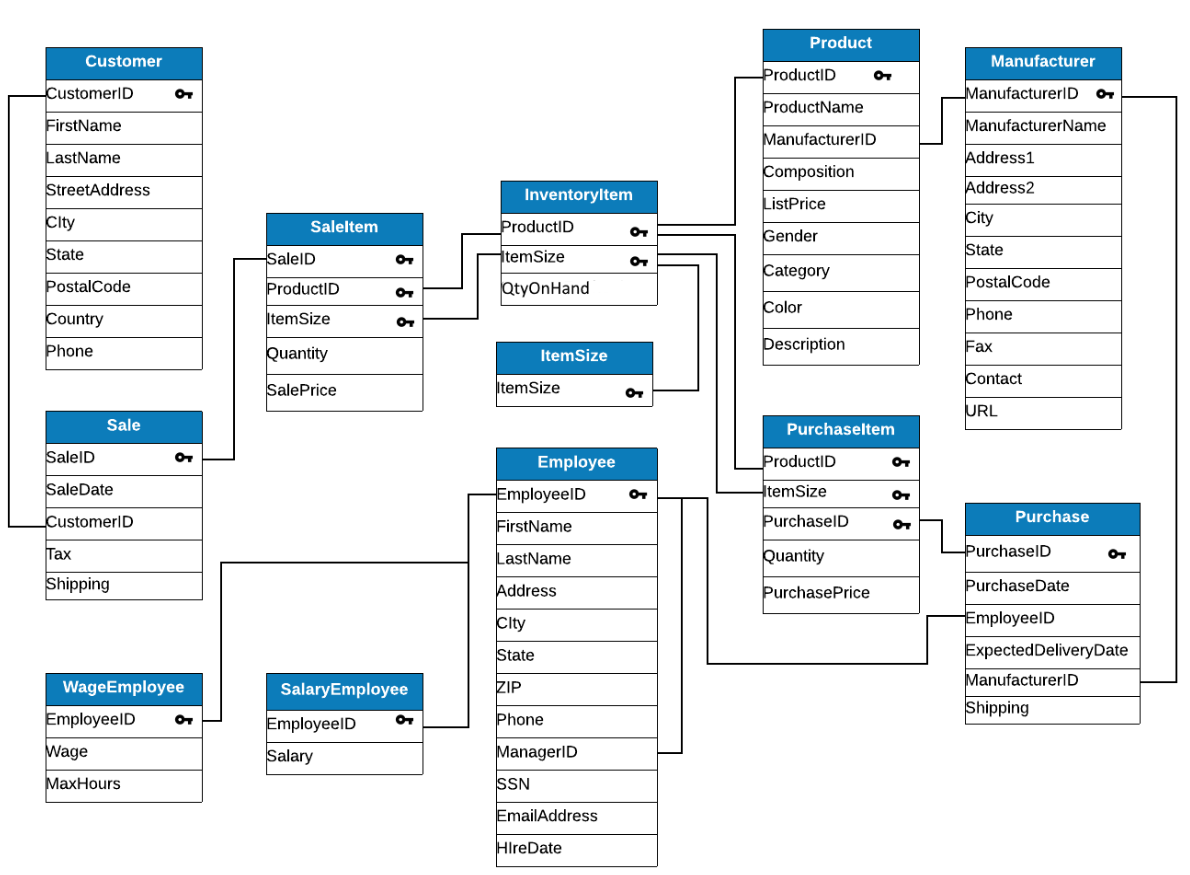 Customer
CustomerID
FirstName
LastName
StreetAddress
CIty
State
PostalCode
Country
Phone
Sale
SaleID
SaleDate
CustomerID
Tax
Shipping
WageEmployee
EmployeeID
Wage
MaxHours
SaleItem
SaleID
ProductID
ItemSize
Quantity
SalePrice
SalaryEmployee
EmployeeID
Salary
InventoryItem
ProductID
ItemSize
QtyOnHand
ItemSize
ItemSize
Employee
EmployeeID
FirstName
LastName
Address
CIty
State
ZIP
Phone
ManagerID
SSN
EmailAddress
HIreDate
Product
ProductID
ProductName
ManufacturerID
Composition
ListPrice
Gender
Category
Color
Description
PurchaseItem
ProductID
ItemSize
PurchaseID
Quantity
PurchasePrice
Manufacturer
ManufacturerID
ManufacturerName
Address1
Address2
City
State
PostalCode
Phone
Fax
Contact
URL
Purchase
PurchaseID
PurchaseDate
EmployeeID
ExpectedDeliveryDate
ManufacturerID
Shipping